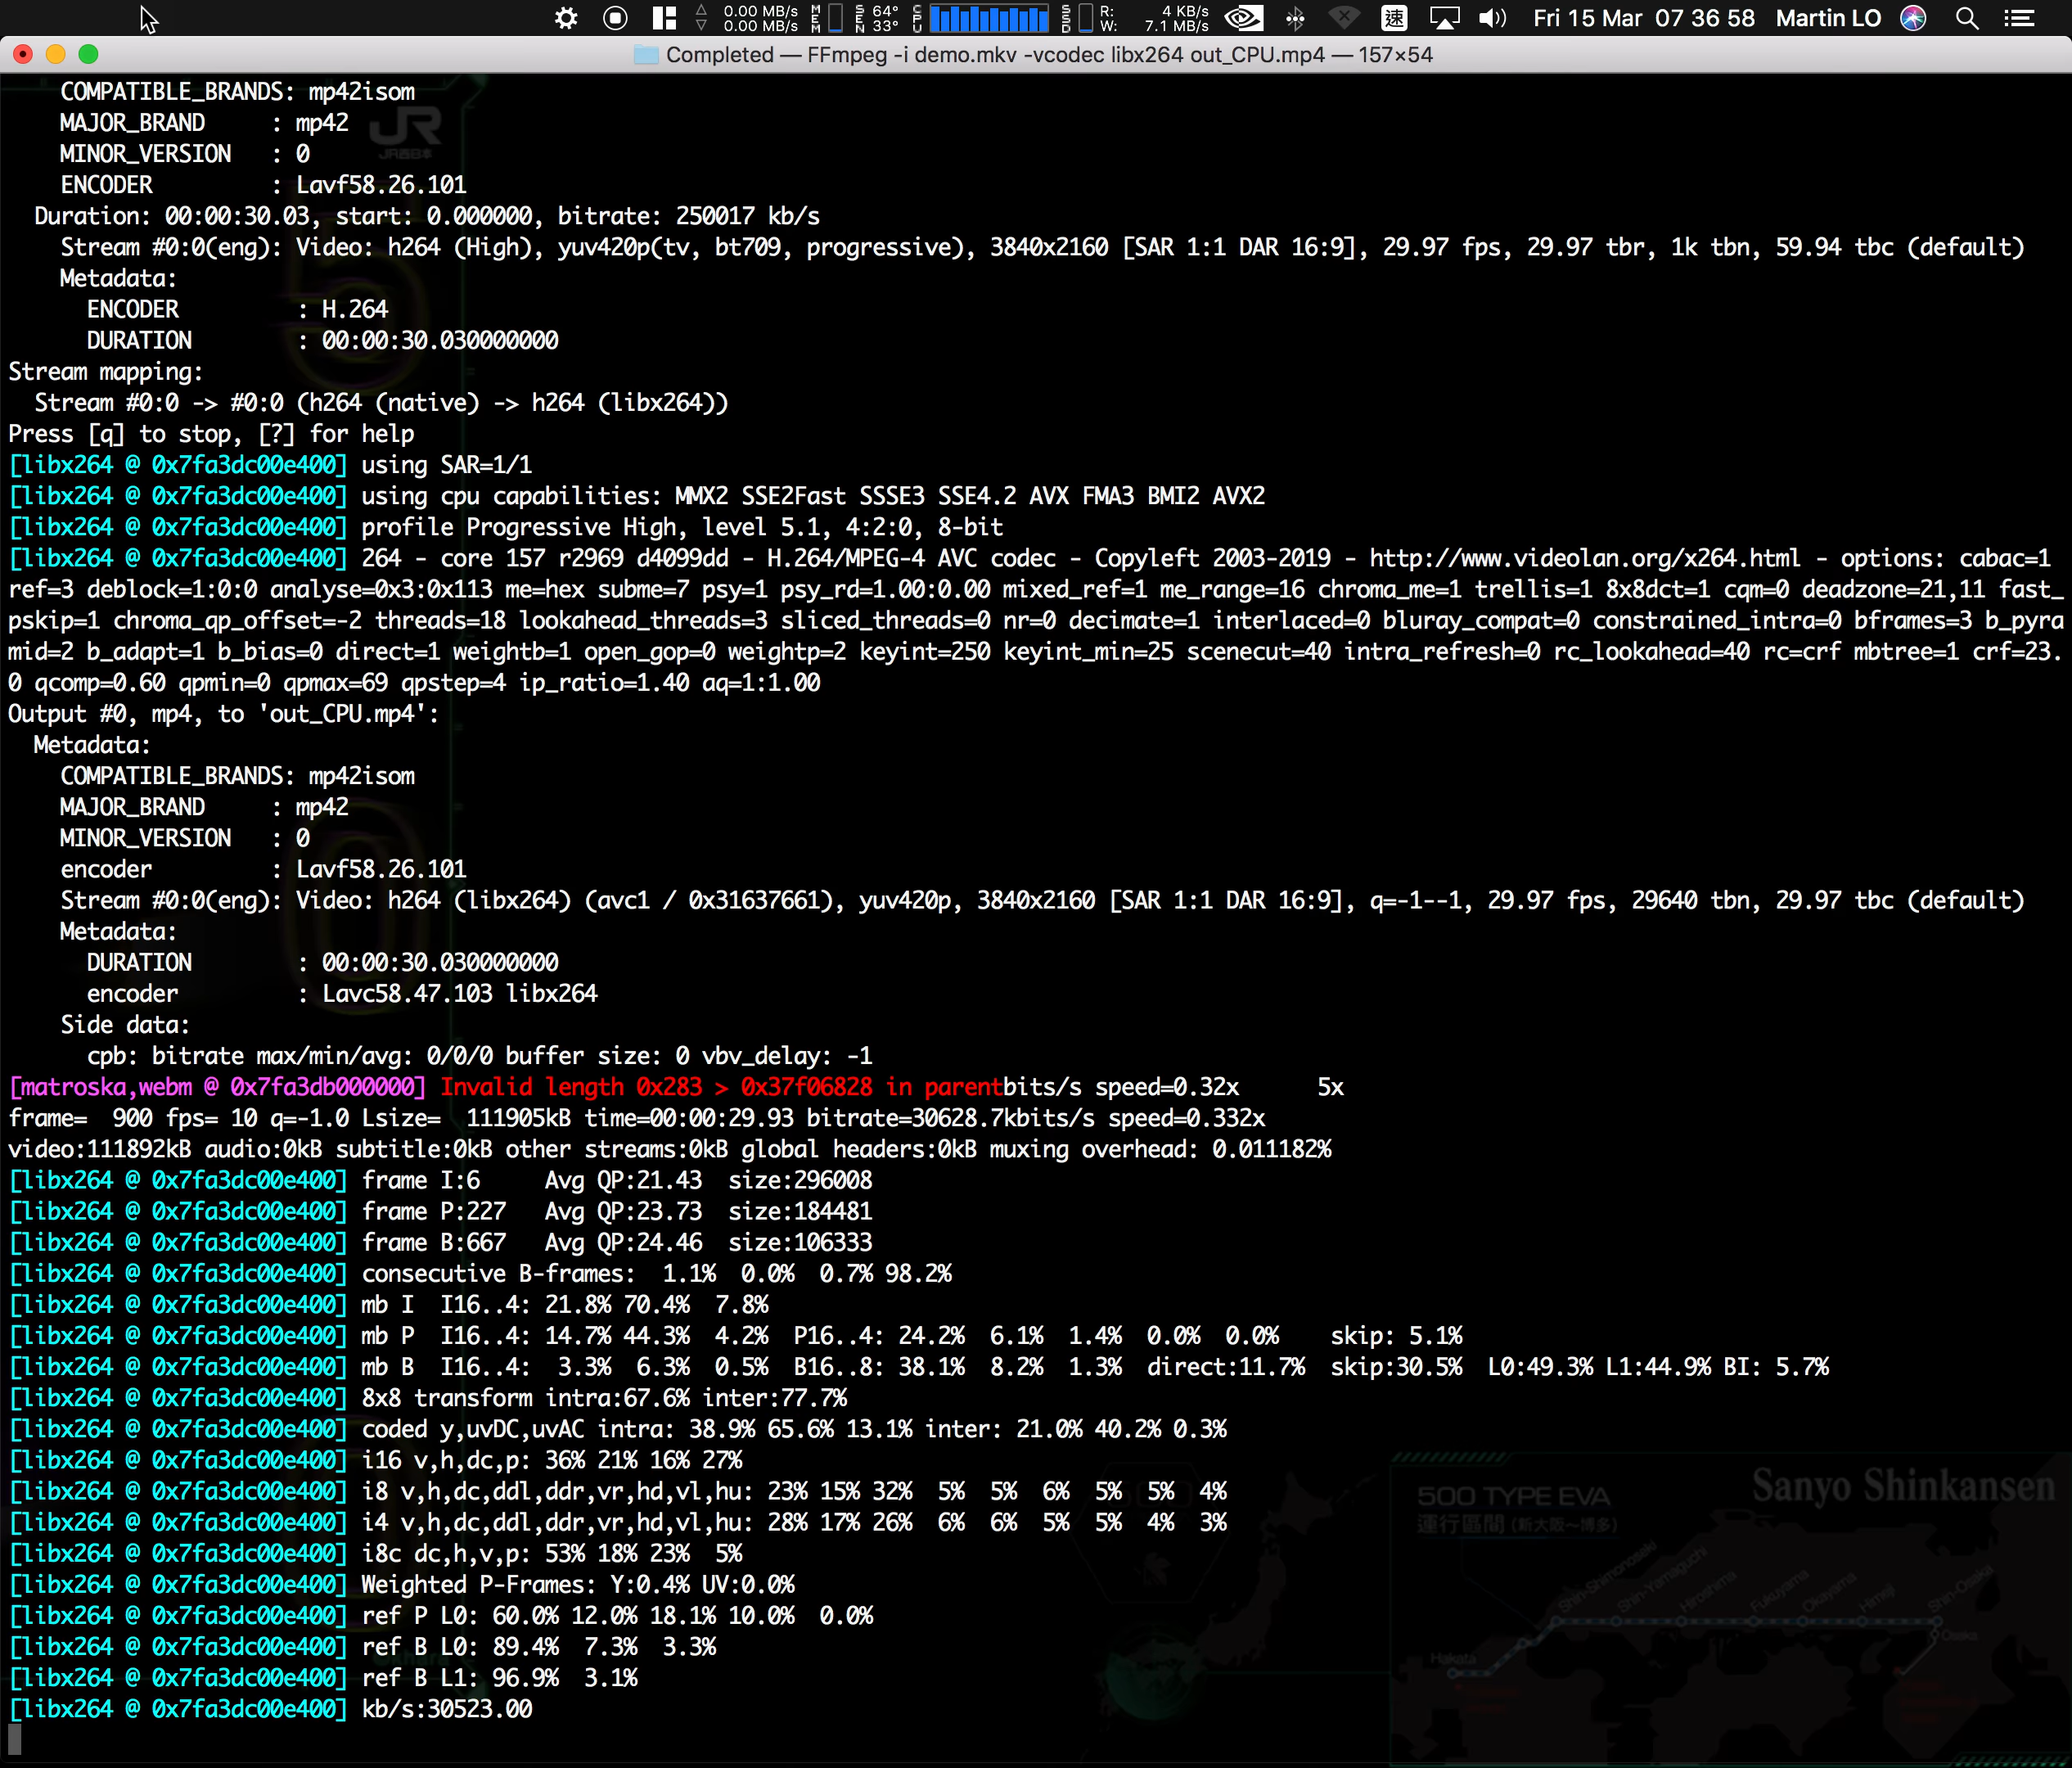 0.00 MB/s
0.00 MB/s
MEM
SEN 64° 33°
CPU
SSD
R: 4 KB/s
W: 7.1 MB/s
速
Fri 15 Mar 07 36 58 Martin LO
Completed — FFmpeg -i demo.mkv -vcodec libx264 out_CPU.mp4 — 157×54
COMPATIBLE_BRANDS: mp42isom
MAJOR_BRAND : mp42
MINOR_VERSION : 0
ENCODER : Lavf58.26.101
Duration: 00:00:30.03, start: 0.000000, bitrate: 250017 kb/s
Stream #0:0(eng): Video: h264 (High), yuv420p(tv, bt709, progressive), 3840x2160 [SAR 1:1 DAR 16:9], 29.97 fps, 29.97 tbr, 1k tbn, 59.94 tbc (default)
Metadata:
ENCODER : H.264
DURATION : 00:00:30.030000000
Stream mapping:
Stream #0:0 -> #0:0 (h264 (native) -> h264 (libx264))
Press [q] to stop, [?] for help
[libx264 @ 0x7fa3dc00e400] using SAR=1/1
[libx264 @ 0x7fa3dc00e400] using cpu capabilities: MMX2 SSE2Fast SSSE3 SSE4.2 AVX FMA3 BMI2 AVX2
[libx264 @ 0x7fa3dc00e400] profile Progressive High, level 5.1, 4:2:0, 8-bit
[libx264 @ 0x7fa3dc00e400] 264 - core 157 r2969 d4099dd - H.264/MPEG-4 AVC codec - Copyleft 2003-2019 - http://www.videolan.org/x264.html - options: cabac=1
ref=3 deblock=1:0:0 analyse=0x3:0x113 me=hex subme=7 psy=1 psy_rd=1.00:0.00 mixed_ref=1 me_range=16 chroma_me=1 trellis=1 8x8dct=1 cqm=0 deadzone=21,11 fast_
pskip=1 chroma_qp_offset=-2 threads=18 lookahead_threads=3 sliced_threads=0 nr=0 decimate=1 interlaced=0 bluray_compat=0 constrained_intra=0 bframes=3 b_pyra
mid=2 b_adapt=1 b_bias=0 direct=1 weightb=1 open_gop=0 weightp=2 keyint=250 keyint_min=25 scenecut=40 intra_refresh=0 rc_lookahead=40 rc=crf mbtree=1 crf=23.
0 qcomp=0.60 qpmin=0 qpmax=69 qpstep=4 ip_ratio=1.40 aq=1:1.00
Output #0, mp4, to 'out_CPU.mp4':
Metadata:
COMPATIBLE_BRANDS: mp42isom
MAJOR_BRAND : mp42
MINOR_VERSION : 0
encoder : Lavf58.26.101
Stream #0:0(eng): Video: h264 (libx264) (avc1 / 0x31637661), yuv420p, 3840x2160 [SAR 1:1 DAR 16:9], q=-1--1, 29.97 fps, 29640 tbn, 29.97 tbc (default)
Metadata:
DURATION : 00:00:30.030000000
encoder : Lavc58.47.103 libx264
Side data:
cpb: bitrate max/min/avg: 0/0/0 buffer size: 0 vbv_delay: -1
[matroska,webm @ 0x7fa3db000000] Invalid length 0x283 > 0x37f06828 in parentbits/s speed=0.32x 5x
frame= 900 fps= 10 q=-1.0 Lsize= 111905kB time=00:00:29.93 bitrate=30628.7kbits/s speed=0.332x
video:111892kB audio:0kB subtitle:0kB other streams:0kB global headers:0kB muxing overhead: 0.011182%
[libx264 @ 0x7fa3dc00e400] frame I:6 Avg QP:21.43 size:296008
[libx264 @ 0x7fa3dc00e400] frame P:227 Avg QP:23.73 size:184481
[libx264 @ 0x7fa3dc00e400] frame B:667 Avg QP:24.46 size:106333
[libx264 @ 0x7fa3dc00e400] consecutive B-frames: 1.1% 0.0% 0.7% 98.2%
[libx264 @ 0x7fa3dc00e400] mb I I16..4: 21.8% 70.4% 7.8%
[libx264 @ 0x7fa3dc00e400] mb P I16..4: 14.7% 44.3% 4.2% P16..4: 24.2% 6.1% 1.4% 0.0% 0.0% skip: 5.1%
[libx264 @ 0x7fa3dc00e400] mb B I16..4: 3.3% 6.3% 0.5% B16..8: 38.1% 8.2% 1.3% direct:11.7% skip:30.5% L0:49.3% L1:44.9% BI: 5.7%
[libx264 @ 0x7fa3dc00e400] 8x8 transform intra:67.6% inter:77.7%
[libx264 @ 0x7fa3dc00e400] coded y,uvDC,uvAC intra: 38.9% 65.6% 13.1% inter: 21.0% 40.2% 0.3%
[libx264 @ 0x7fa3dc00e400] i16 v,h,dc,p: 36% 21% 16% 27%
[libx264 @ 0x7fa3dc00e400] i8 v,h,dc,ddl,ddr,vr,hd,vl,hu: 23% 15% 32% 5% 5% 6% 5% 5% 4%
[libx264 @ 0x7fa3dc00e400] i4 v,h,dc,ddl,ddr,vr,hd,vl,hu: 28% 17% 26% 6% 6% 5% 5% 4% 3%
[libx264 @ 0x7fa3dc00e400] i8c dc,h,v,p: 53% 18% 23% 5%
[libx264 @ 0x7fa3dc00e400] Weighted P-Frames: Y:0.4% UV:0.0%
[libx264 @ 0x7fa3dc00e400] ref P L0: 60.0% 12.0% 18.1% 10.0% 0.0%
[libx264 @ 0x7fa3dc00e400] ref B L0: 89.4% 7.3% 3.3%
[libx264 @ 0x7fa3dc00e400] ref B L1: 96.9% 3.1%
[libx264 @ 0x7fa3dc00e400] kb/s:30523.00
JR
JR西日本
500 TYPE EVA
運行區間 (新大阪～博多)
Sanyo Shinkansen
Hakata
Shin-Shimonoseki
Shin-Yamaguchi
Hiroshima
Fukuyama
Okayama
Himeji
Shin-Osaka
Osaka